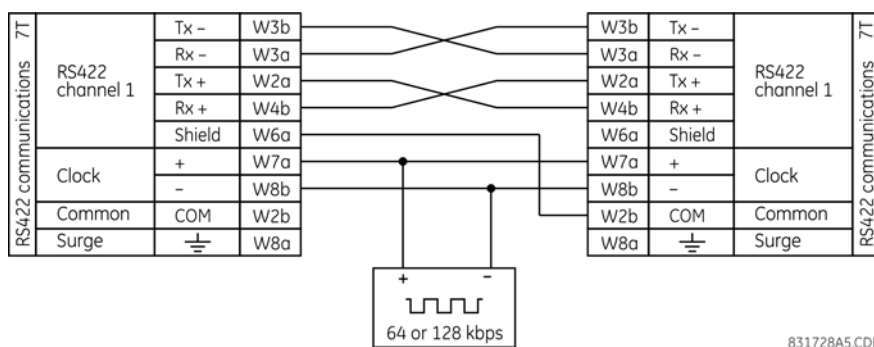 7T
RS422 communications
RS422
channel 1
Clock
Common
Surge
Tx –
Rx –
Tx +
Rx +
Shield
+
–
COM
W3b
W3a
W2a
W4b
W6a
W7a
W8b
W2b
W8a
W3b
W3a
W2a
W4b
W6a
W7a
W8b
W2b
W8a
Tx –
Rx –
Tx +
Rx +
Shield
+
–
COM
RS422
channel 1
Clock
Common
Surge
7T
RS422 communications
+ –
64 or 128 kbps